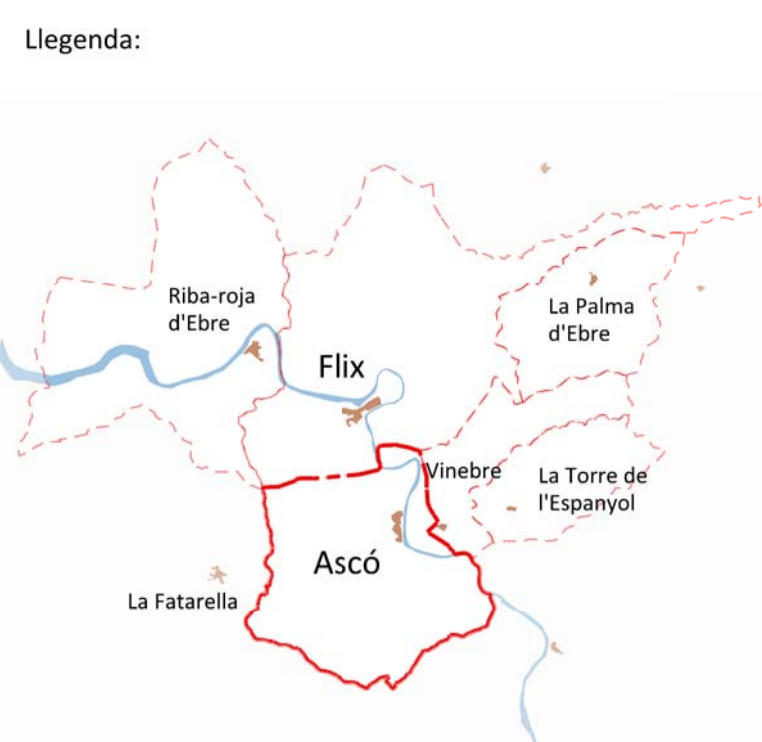 Llegenda:
Riba-roja
d'Ebre
La Palma
d'Ebre
Flix
Vinebre
La Torre de
l'Espanyol
Ascó
La Fatarella